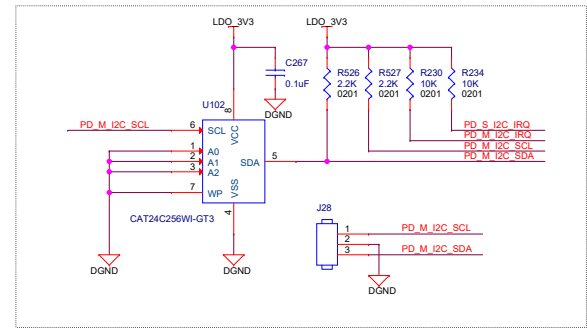 LDO_3V3
LDO_3V3
C267
0.1uF
DGND
R526
2.2K
0201
R527
2.2K
0201
R230
10K
0201
R234
10K
0201
U102
8
PD_M_I2C_SCL
6
SCL
VCC
1
A0
2
A1
3
A2
7
WP
VSS
SDA
5
4
CAT24C256WI-GT3
PD_S_I2C_IRQ
PD_M_I2C_IRQ
PD_M_I2C_SCL
PD_M_I2C_SDA
DGND
DGND
J28
1
PD_M_I2C_SCL
2
3
PD_M_I2C_SDA
DGND